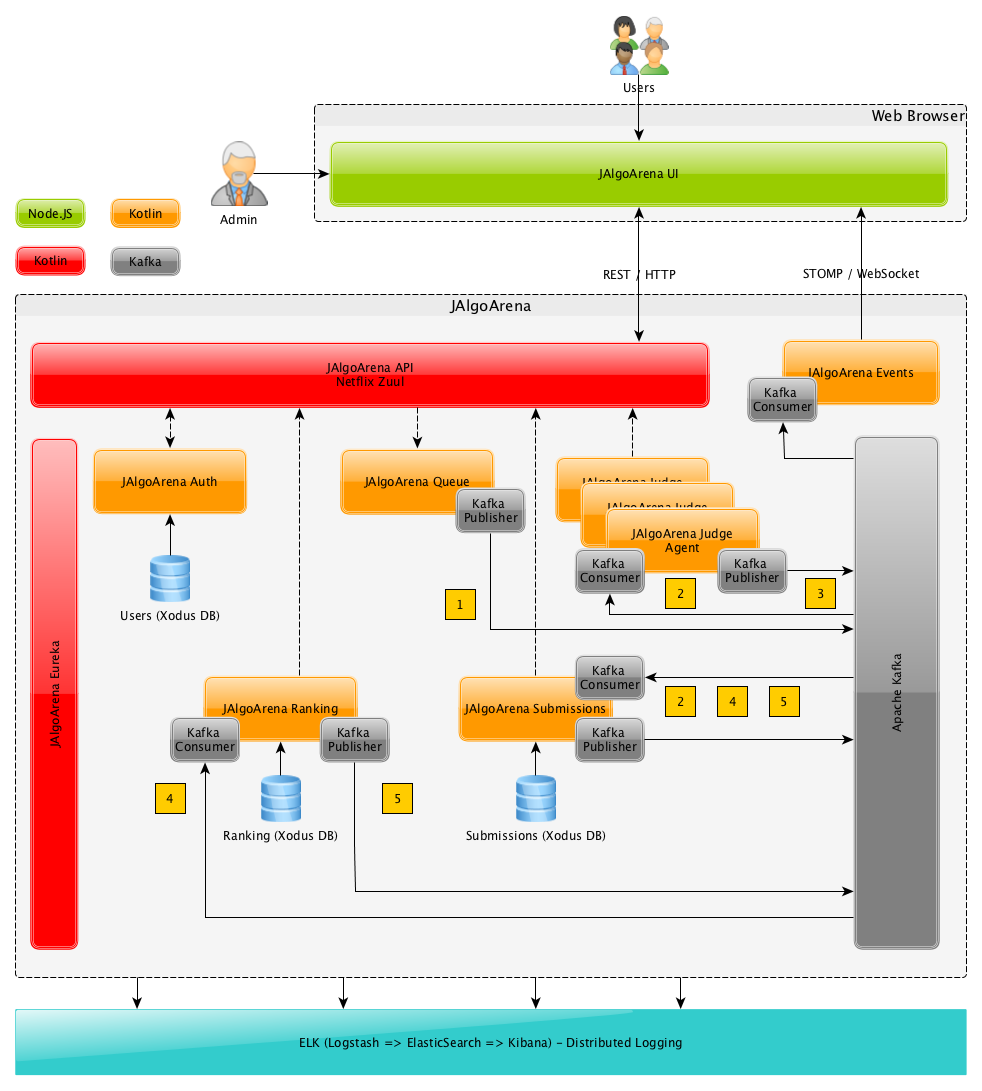 Users
Web Browser
JAlgoArena UI
Admin
Node.JS
Kotlin
Kotlin
Kafka
REST / HTTP
STOMP / WebSocket
JAlgoArena
JAlgoArena API
Netflix Zuul
JAlgoArena Events
Kafka
Consumer
JAlgoArena Eureka
JAlgoArena Auth
Users (Xodus DB)
JAlgoArena Queue
Kafka
Publisher
1
JAlgoArena Judge
JAlgoArena Judge
JAlgoArena Judge
Agent
Kafka
Consumer
Kafka
Publisher
2
3
Apache Kafka
JAlgoArena Ranking
Kafka
Consumer
Kafka
Publisher
4
5
Ranking (Xodus DB)
JAlgoArena Submissions
Kafka
Consumer
Kafka
Publisher
2
4
5
Submissions (Xodus DB)
ELK (Logstash => ElasticSearch => Kibana) - Distributed Logging